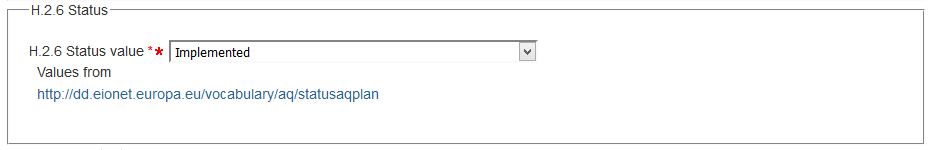 H.2.6 Status
H.2.6 Status value ** Implemented
Values from
http://dd.eionet.europa.eu/vocabulary/aq/statusaqplan